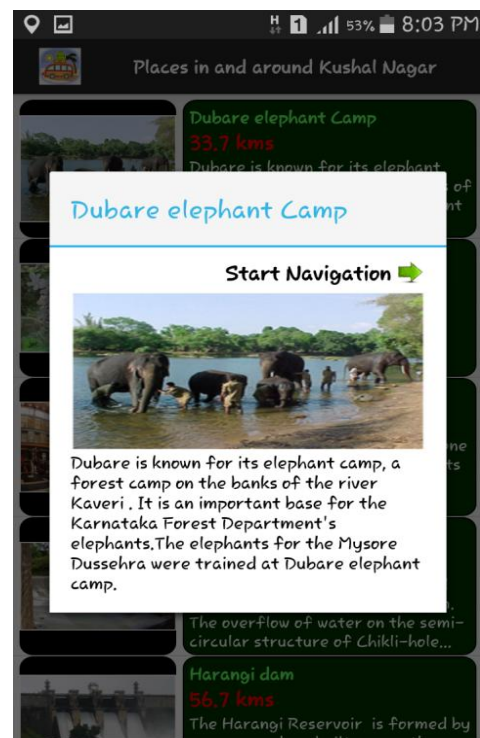 H 1 53% 8:03 PM
Places in and around Kushal Nagar
Dubare elephant Camp
33.7 kms
Dubare is known for its elephant
of
nt
Dubare elephant Camp
Start Navigation
Dubare is known for its elephant camp, a
forest camp on the banks of the river
Kaveri . It is an important base for the
Karnataka Forest Department's
elephants.The elephants for the Mysore
Dussehra were trained at Dubare elephant
camp.
ne
ts
The overflow of water on the semi-
circular structure of Chikli-hole...
Harangi dam
56.7 kms
The Harangi Reservoir is formed by